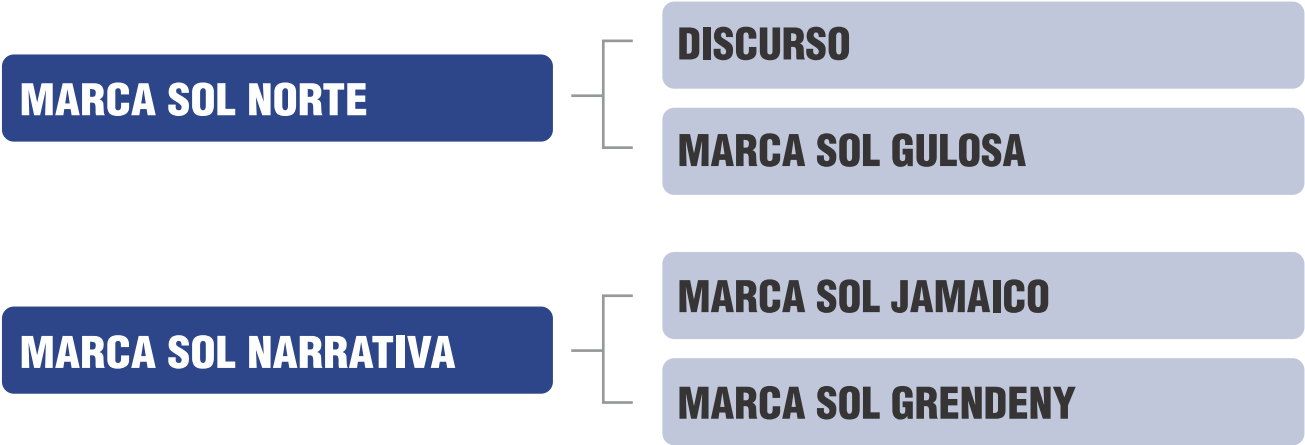 MARCA SOL NORTE
DISCURSO
MARCA SOL GULOSA
MARCA SOL NARRATIVA
MARCA SOL JAMAICO
MARCA SOL GRENDENY